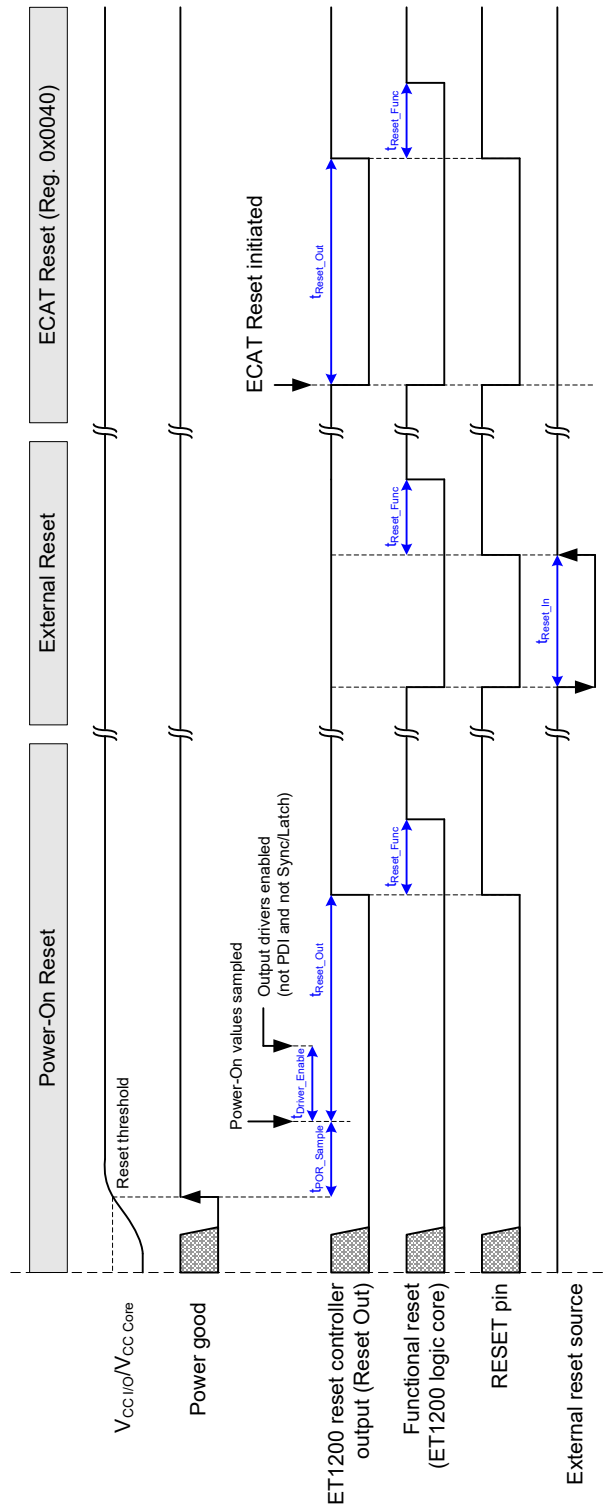 Power-On Reset
External Reset
ECAT Reset (Reg. 0x0040)
VCC I/O/VCC Core
Reset threshold
Power good
Power-On values sampled
Output drivers enabled
(not PDI and not Sync/Latch)
ECAT Reset initiated
tPOR_Sample
tDriver_Enable
tReset_Out
tReset_Out
ET1200 reset controller
output (Reset Out)
tReset_Func
tReset_Func
tReset_Func
Functional reset
(ET1200 logic core)
RESET pin
tReset_In
External reset source